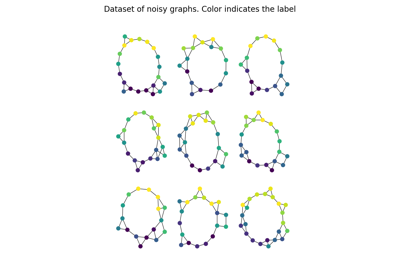 Dataset of noisy graphs. Color indicates the label